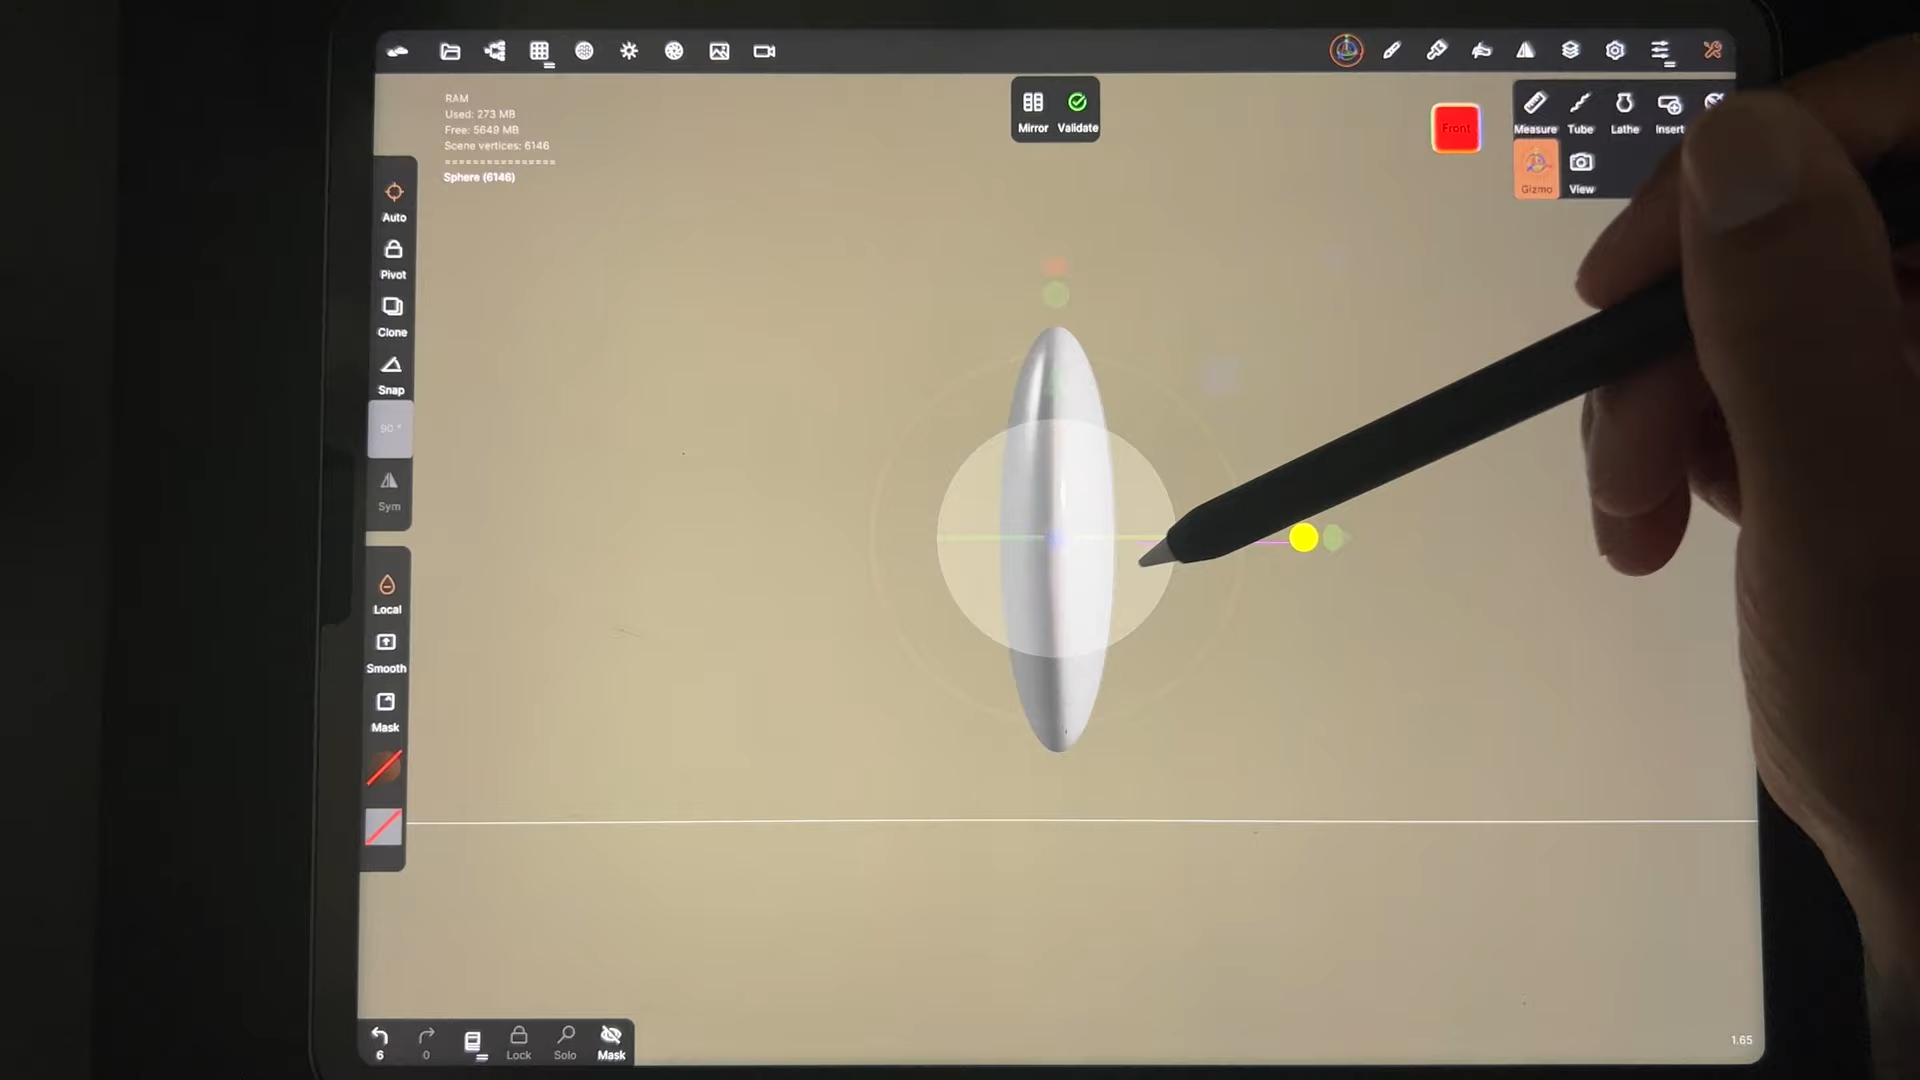 RAM
Used: 273 MB
Free: 5649 MB
Scene vertices: 6146
================
Sphere (6146)
Mirror Validate
Front
Measure Tube Lathe Insert
Gizmo View
Auto
Pivot
Clone
Snap
90 °
Sym
Local
Smooth
Mask
6 0 Lock Solo Mask
1.65